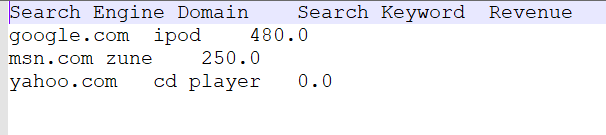 Search Engine Domain    Search Keyword  Revenue
google.com  ipod    480.0
msn.com zune    250.0
yahoo.com   cd player   0.0